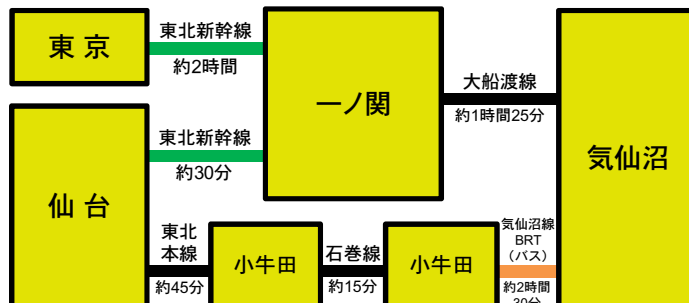 東京
東北新幹線
約2時間
一ノ関
大船渡線
約1時間25分
気仙沼
仙台
東北新幹線
約30分
東北
本線
約45分
小牛田
石巻線
約15分
小牛田
気仙沼線
BRT
（バス）
約2時間
30分